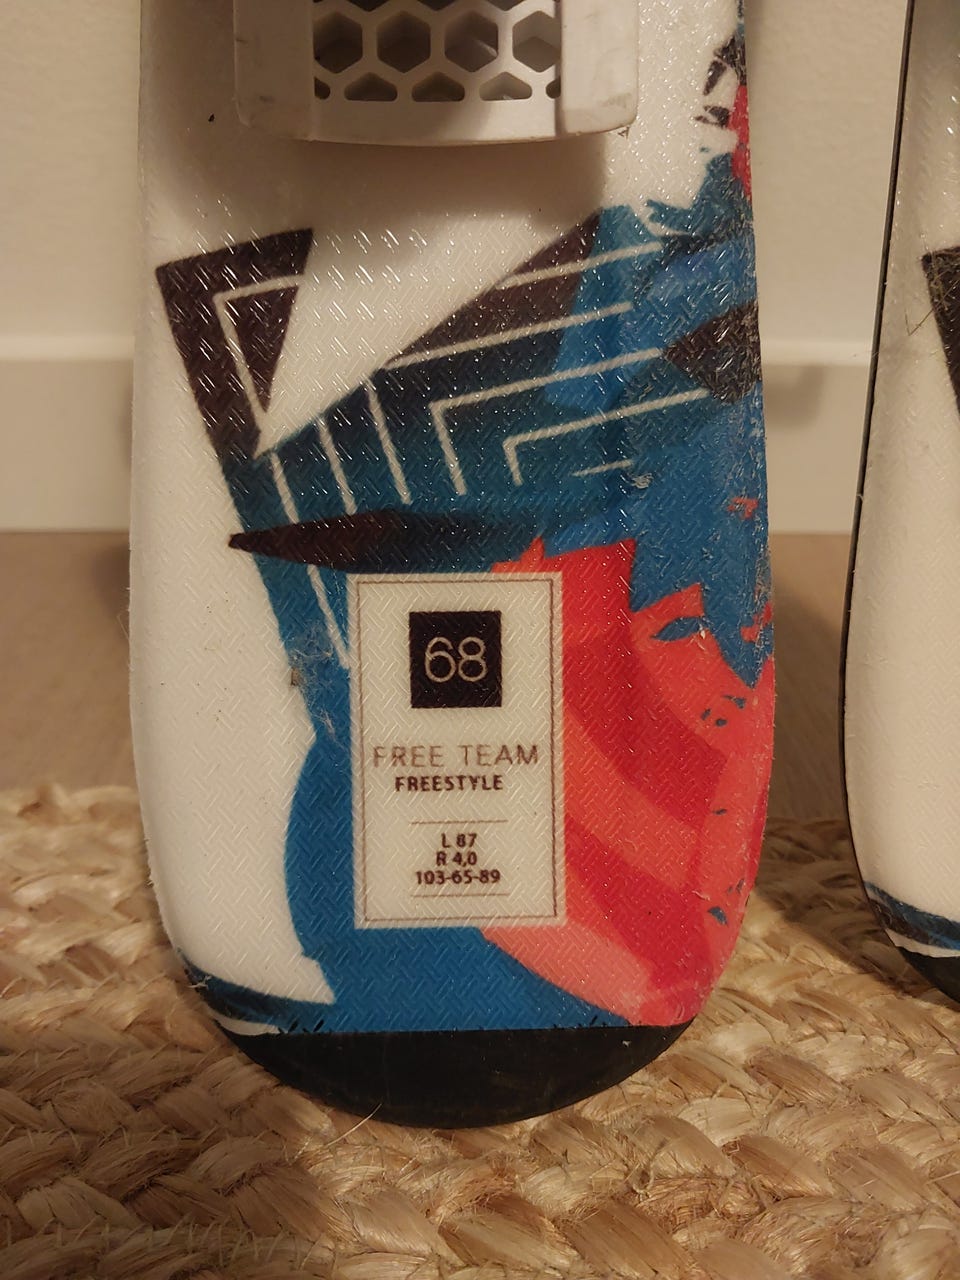 68
FREE TEAM
FREESTYLE
L 87
R 4,0
103-65-89